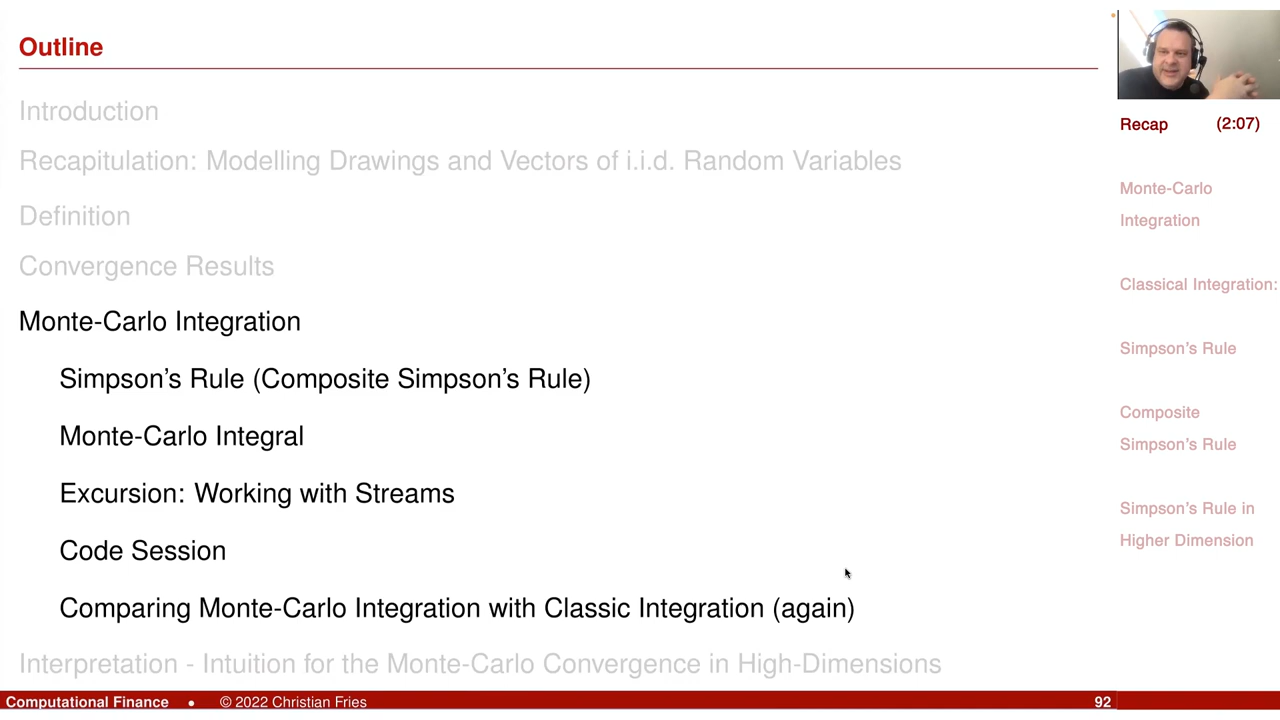 Outline
Introduction
Recapitulation: Modelling Drawings and Vectors of i.i.d. Random Variables
Definition
Convergence Results
Monte-Carlo Integration
Simpson's Rule (Composite Simpson's Rule)
Monte-Carlo Integral
Excursion: Working with Streams
Code Session
Comparing Monte-Carlo Integration with Classic Integration (again)
Interpretation - Intuition for the Monte-Carlo Convergence in High-Dimensions
Recap (2:07)
Monte-Carlo
Integration
Classical Integration:
Simpson's Rule
Composite
Simpson's Rule
Simpson's Rule in
Higher Dimension
Computational Finance • © 2022 Christian Fries 92